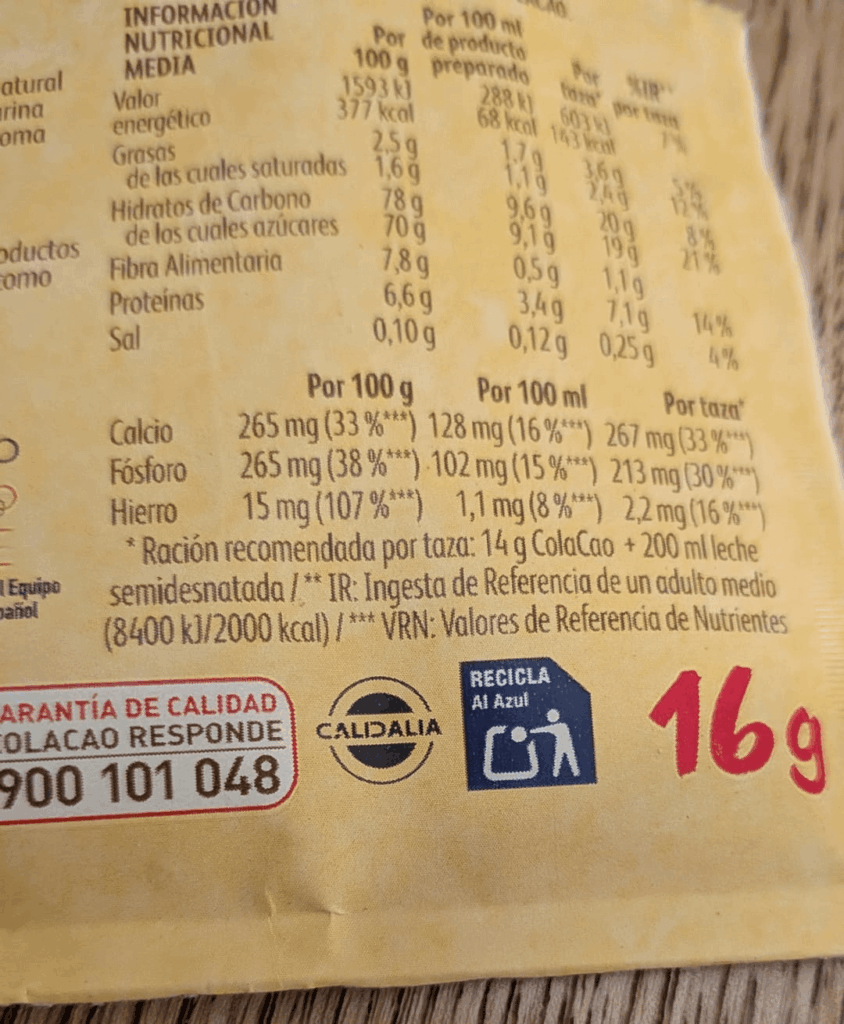 INFORMACIÓN
NUTRICIONAL
MEDIA
Por 100 g
Por 100 ml de producto preparado
Por taza*
%IR** por taza
Valor energético 1593 kJ 288 kJ 603 kJ
377 kcal 68 kcal 143 kcal 7%
Grasas 2,5 g 1,7 g 3,6 g 5%
de las cuales saturadas 1,6 g 1,1 g 2,4 g 12%
Hidratos de Carbono 78 g 9,6 g 20 g 8%
de los cuales azúcares 70 g 9,1 g 19 g 21%
Fibra Alimentaria 7,8 g 0,5 g 1,1 g
Proteínas 6,6 g 3,4 g 7,1 g 14%
Sal 0,10 g 0,12 g 0,25 g 4%
Por 100 g Por 100 ml Por taza*
Calcio 265 mg (33 %***) 128 mg (16 %***) 267 mg (33 %***)
Fósforo 265 mg (38 %***) 102 mg (15 %***) 213 mg (30 %***)
Hierro 15 mg (107 %***) 1,1 mg (8 %***) 2,2 mg (16 %***)
* Ración recomendada por taza: 14 g ColaCao + 200 ml leche
semidesnatada / ** IR: Ingesta de Referencia de un adulto medio
(8400 kJ/2000 kcal) / *** VRN: Valores de Referencia de Nutrientes
atural
rina
oma
oductos
como
l Equipo
pañol
ARANTÍA DE CALIDAD
COLACAO RESPONDE
900 101 048
CALIDALIA
RECICLA
Al Azul
16g